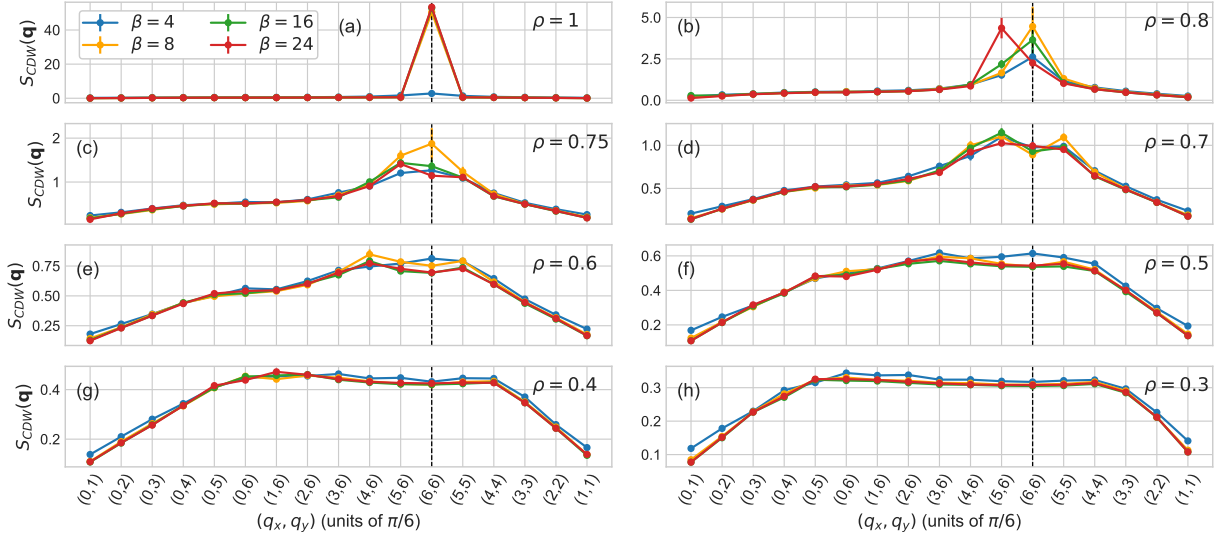 S_CDW(q)
40
20
0
β = 4
β = 8
β = 16
β = 24
(a)
ρ = 1
5.0
2.5
0.0
(b)
ρ = 0.8
S_CDW(q)
2
1
(c)
ρ = 0.75
1.0
0.5
(d)
ρ = 0.7
S_CDW(q)
0.75
0.50
0.25
(e)
ρ = 0.6
0.6
0.4
0.2
(f)
ρ = 0.5
S_CDW(q)
0.4
0.2
(g)
ρ = 0.4
0.3
0.2
0.1
(h)
ρ = 0.3
(0,1) (0,2) (0,3) (0,4) (0,5) (0,6) (1,6) (2,6) (3,6) (4,6) (5,6) (6,6) (5,5) (4,4) (3,3) (2,2) (1,1)
(q_x, q_y) (units of π/6)
(0,1) (0,2) (0,3) (0,4) (0,5) (0,6) (1,6) (2,6) (3,6) (4,6) (5,6) (6,6) (5,5) (4,4) (3,3) (2,2) (1,1)
(q_x, q_y) (units of π/6)